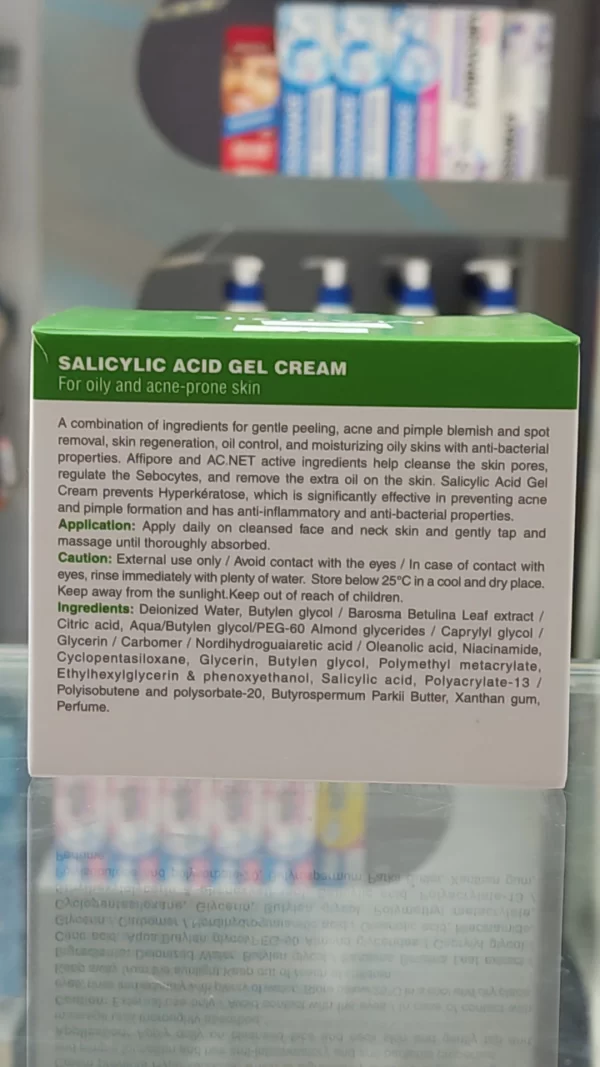 SALICYLIC ACID GEL CREAM
For oily and acne-prone skin
A combination of ingredients for gentle peeling, acne and pimple blemish and spot
removal, skin regeneration, oil control, and moisturizing oily skins with anti-bacterial
properties. Affipore and AC.NET active ingredients help cleanse the skin pores,
regulate the Sebocytes, and remove the extra oil on the skin. Salicylic Acid Gel
Cream prevents Hyperkératose, which is significantly effective in preventing acne
and pimple formation and has anti-inflammatory and anti-bacterial properties.
Application: Apply daily on cleansed face and neck skin and gently tap and
massage until thoroughly absorbed.
Caution: External use only / Avoid contact with the eyes / In case of contact with
eyes, rinse immediately with plenty of water. Store below 25°C in a cool and dry place.
Keep away from the sunlight.Keep out of reach of children.
Ingredients: Deionized Water, Butylen glycol / Barosma Betulina Leaf extract /
Citric acid, Aqua/Butylen glycol/PEG-60 Almond glycerides / Caprylyl glycol /
Glycerin / Carbomer / Nordihydroguaiaretic acid / Oleanolic acid, Niacinamide,
Cyclopentasiloxane, Glycerin, Butylen glycol, Polymethyl metacrylate,
Ethylhexylglycerin & phenoxyethanol, Salicylic acid, Polyacrylate-13 /
Polyisobutene and polysorbate-20, Butyrospermum Parkii Butter, Xanthan gum,
Perfume.